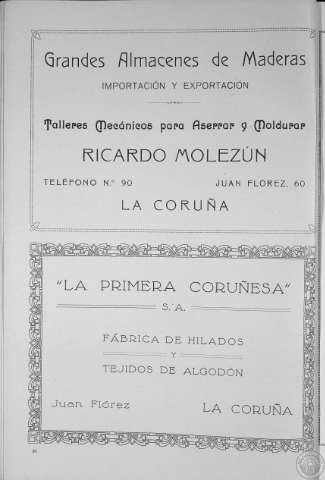 Grandes Almacenes de Maderas
IMPORTACIÓN Y EXPORTACIÓN
Talleres Mecánicos para Aserrar y Moldurar
RICARDO MOLEZÚN
TELÉFONO N.º 90 JUAN FLOREZ, 60
LA CORUÑA
"LA PRIMERA CORUÑESA"
S. A.
FÁBRICA DE HILADOS
Y
TEJIDOS DE ALGODÓN
Juan Flórez LA CORUÑA